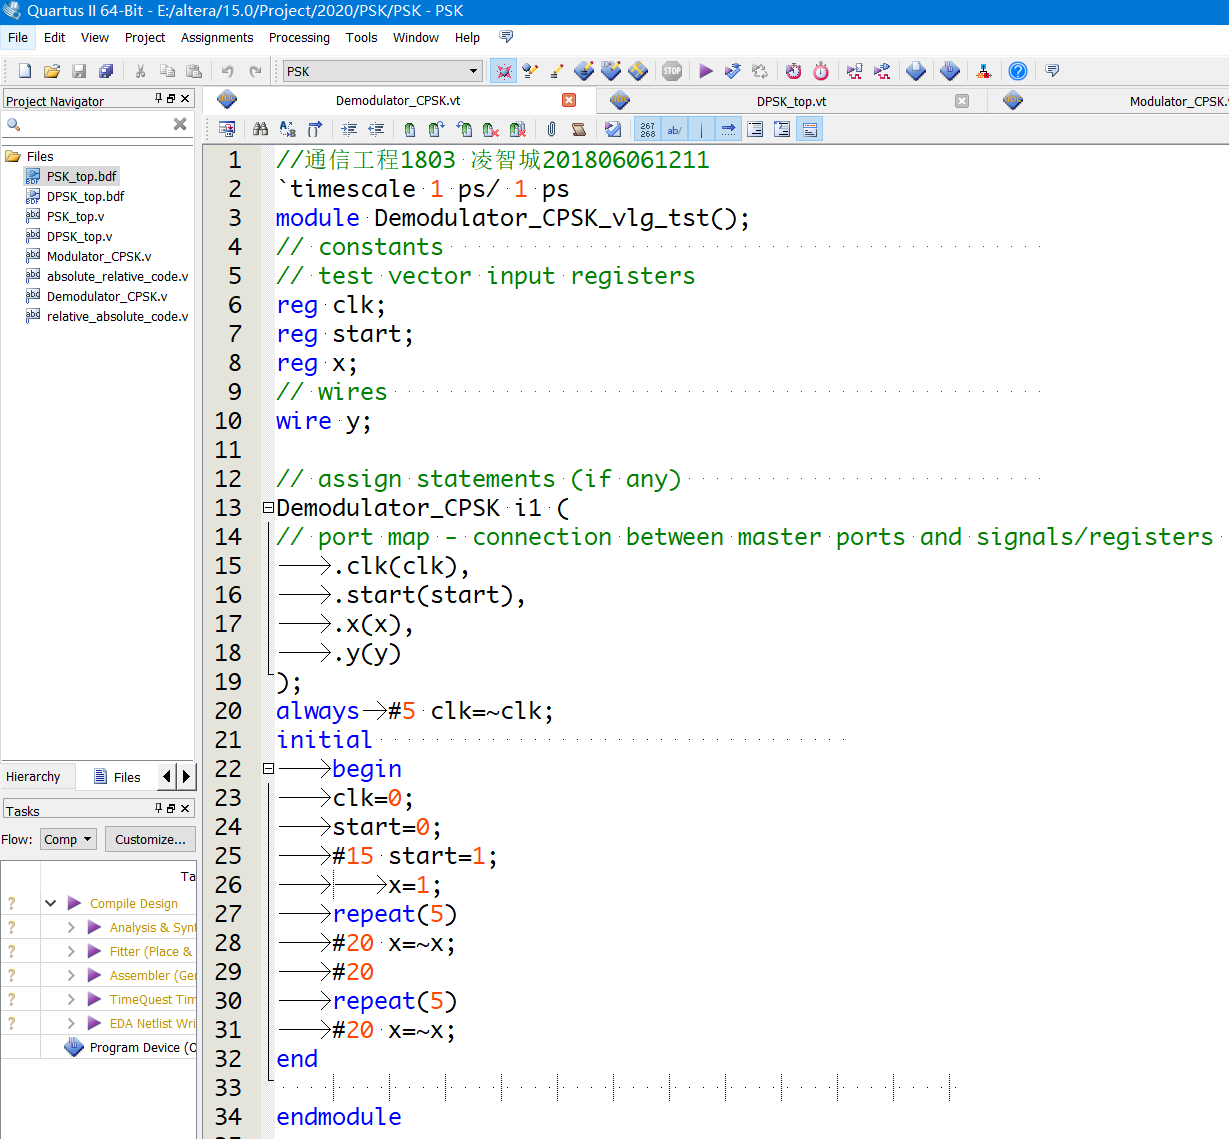 Quartus II 64-Bit - E:/altera/15.0/Project/2020/PSK/PSK - PSK
File Edit View Project Assignments Processing Tools Window Help
PSK
STOP
Project Navigator
Demodulator_CPSK.vt
DPSK_top.vt
Modulator_CPSK.
267
268
ab/
Files
PSK_top.bdf
DPSK_top.bdf
PSK_top.v
DPSK_top.v
Modulator_CPSK.v
absolute_relative_code.v
Demodulator_CPSK.v
relative_absolute_code.v
Hierarchy
Files
Tasks
Flow: Comp Customize...
Ta
Compile Design
Analysis & Synt
Fitter (Place &
Assembler (Ge
TimeQuest Tim
EDA Netlist Wri
Program Device (O
1 //通信工程1803 凌智城201806061211
2 `timescale 1 ps/ 1 ps
3 module Demodulator_CPSK_vlg_tst();
4 // constants
5 // test vector input registers
6 reg clk;
7 reg start;
8 reg x;
9 // wires
10 wire y;
11
12 // assign statements (if any)
13 Demodulator_CPSK i1 (
14 // port map - connection between master ports and signals/registers
15 .clk(clk),
16 .start(start),
17 .x(x),
18 .y(y)
19 );
20 always #5 clk=~clk;
21 initial
22 begin
23 clk=0;
24 start=0;
25 #15 start=1;
26 x=1;
27 repeat(5)
28 #20 x=~x;
29 #20
30 repeat(5)
31 #20 x=~x;
32 end
33
34 endmodule